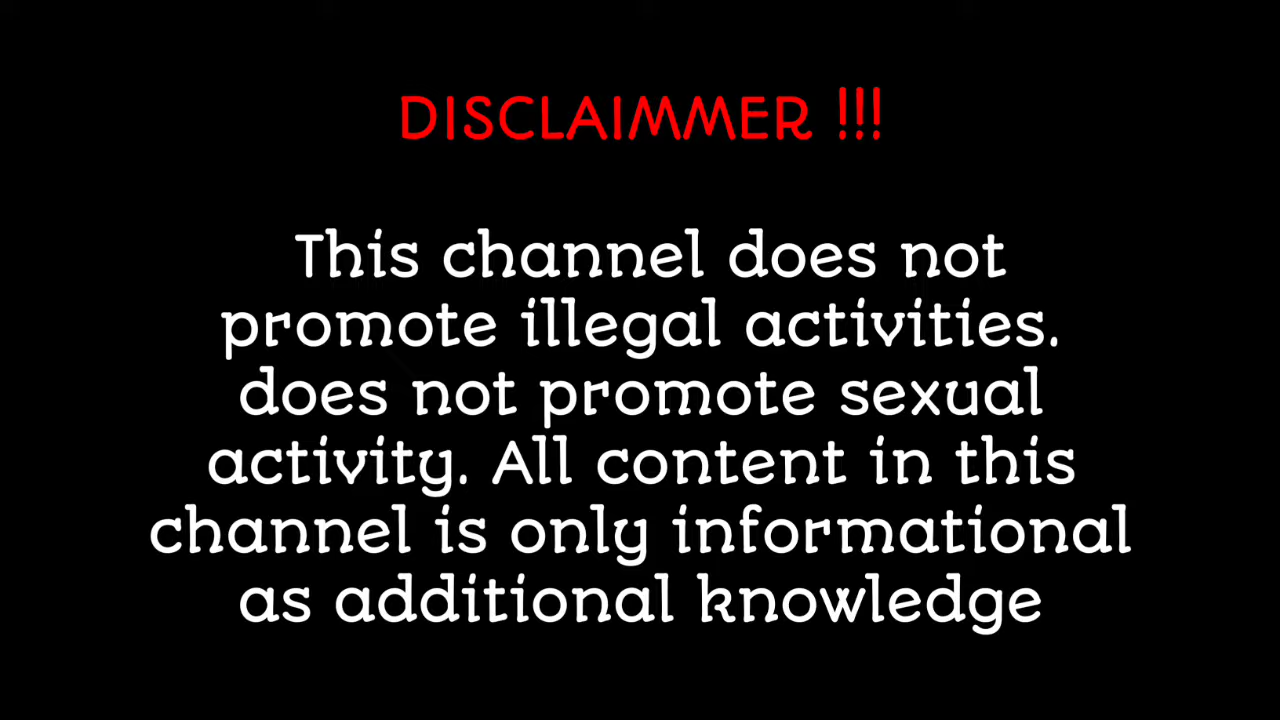 DISCLAIMMER !!!
This channel does not
promote illegal activities.
does not promote sexual
activity. All content in this
channel is only informational
as additional knowledge